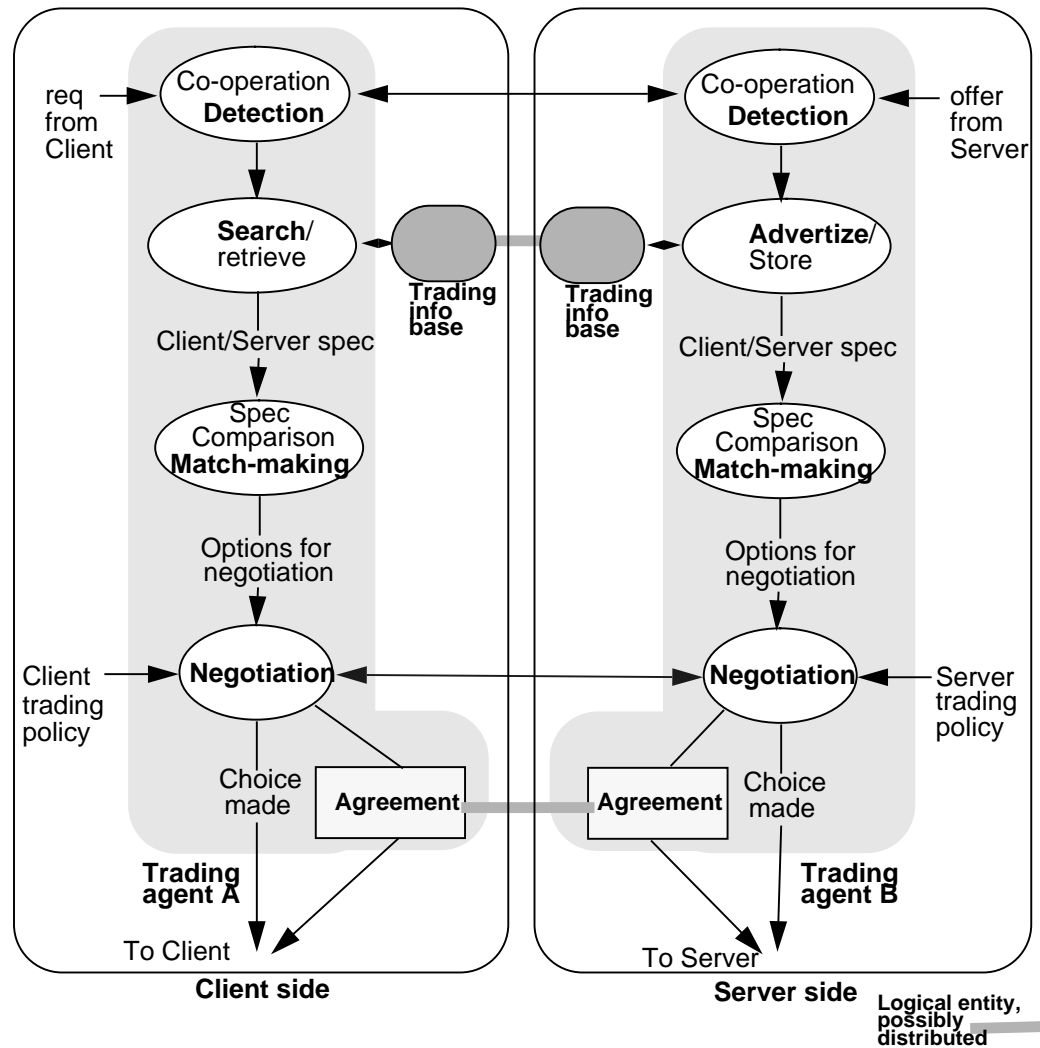 Co-operation
Detection
req
from
Client
Search/
retrieve
Trading
info
base
Client/Server spec
Spec
Comparison
Match-making
Options for
negotiation
Negotiation
Client
trading
policy
Choice
made
Agreement
Trading
agent A
To Client
Client side
Co-operation
Detection
offer
from
Server
Advertize/
Store
Trading
info
base
Client/Server spec
Spec
Comparison
Match-making
Options for
negotiation
Negotiation
Server
trading
policy
Agreement
Choice
made
Trading
agent B
To Server
Server side
Logical entity,
possibly
distributed